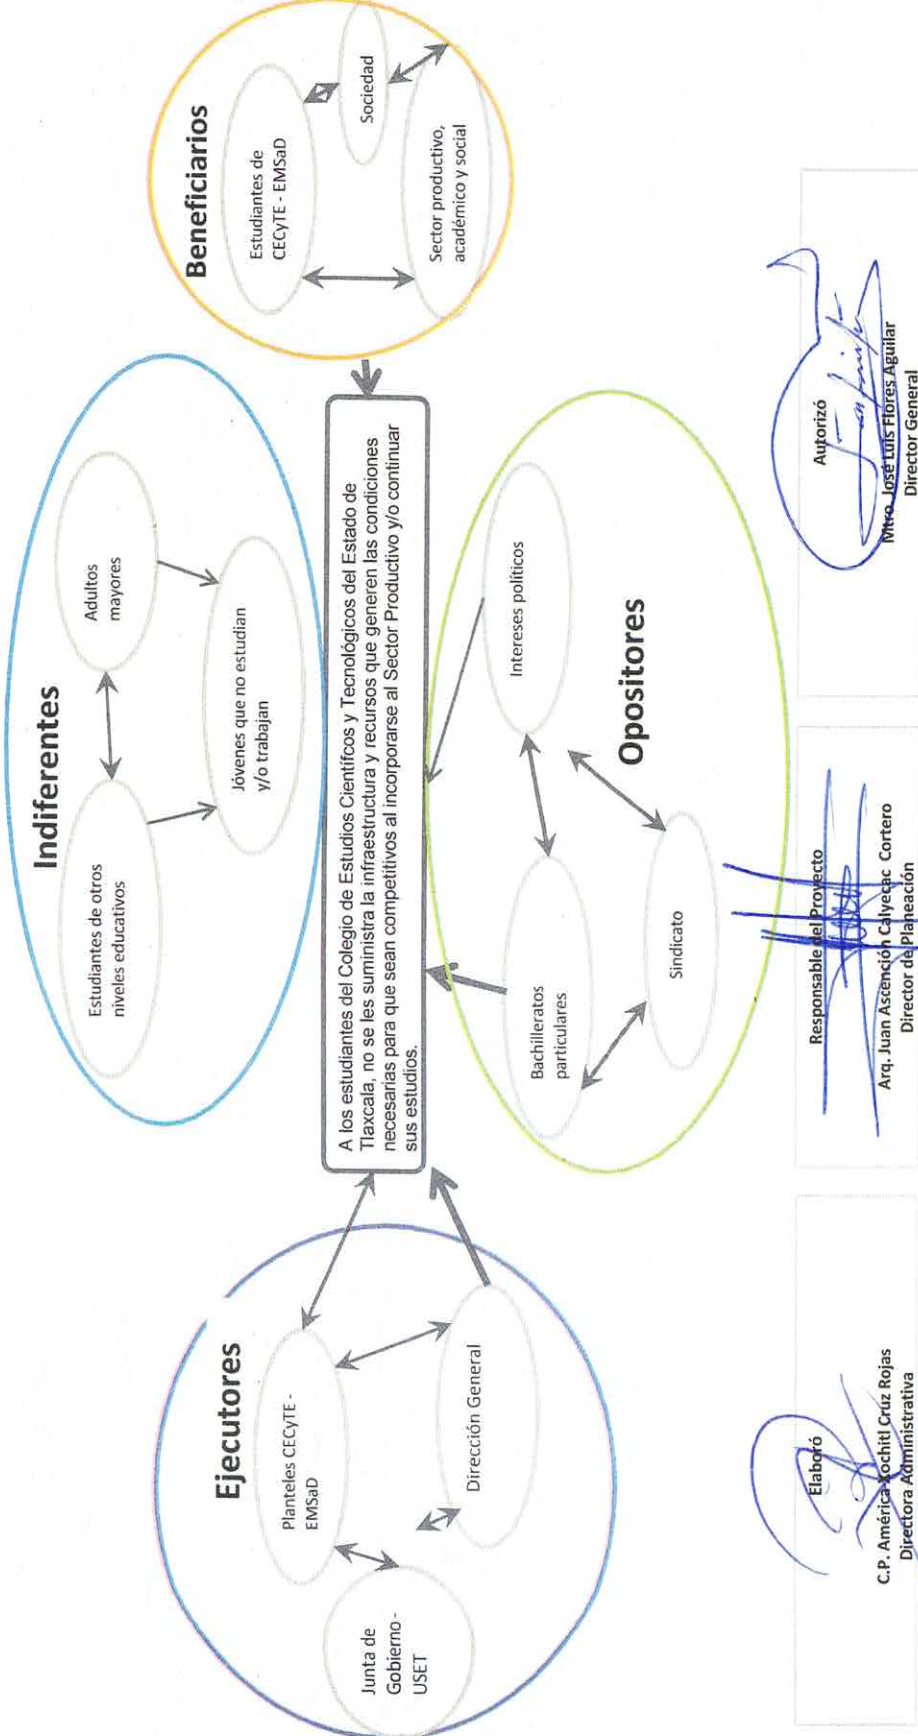 Indiferentes
Estudiantes de otros
niveles educativos
Adultos
mayores
Jóvenes que no estudian
y/o trabajan
Beneficiarios
Estudiantes de
CECyTE - EMSaD
Sociedad
Sector productivo,
académico y social
Ejecutores
Planteles CECyTE -
EMSaD
Junta de
Gobierno -
USET
Dirección General
A los estudiantes del Colegio de Estudios Científcos y Tecnológicos del Estado de
Tlaxcala, no se les suministra la infraestructura y recursos que generen las condiciones
necesarias para que sean competitivos al incorporarse al Sector Productivo y/o continuar
sus estudios.
Bachilleratos
particulares
Intereses políticos
Sindicato
Opositores
Elaboró
C.P. América Xochitl Cruz Rojas
Directora Administrativa
Responsable del Proyecto
Arq. Juan Ascención Calyecac Cortero
Director de Planeación
Autorizó
Mtro. José Luis Flores Aguilar
Director General